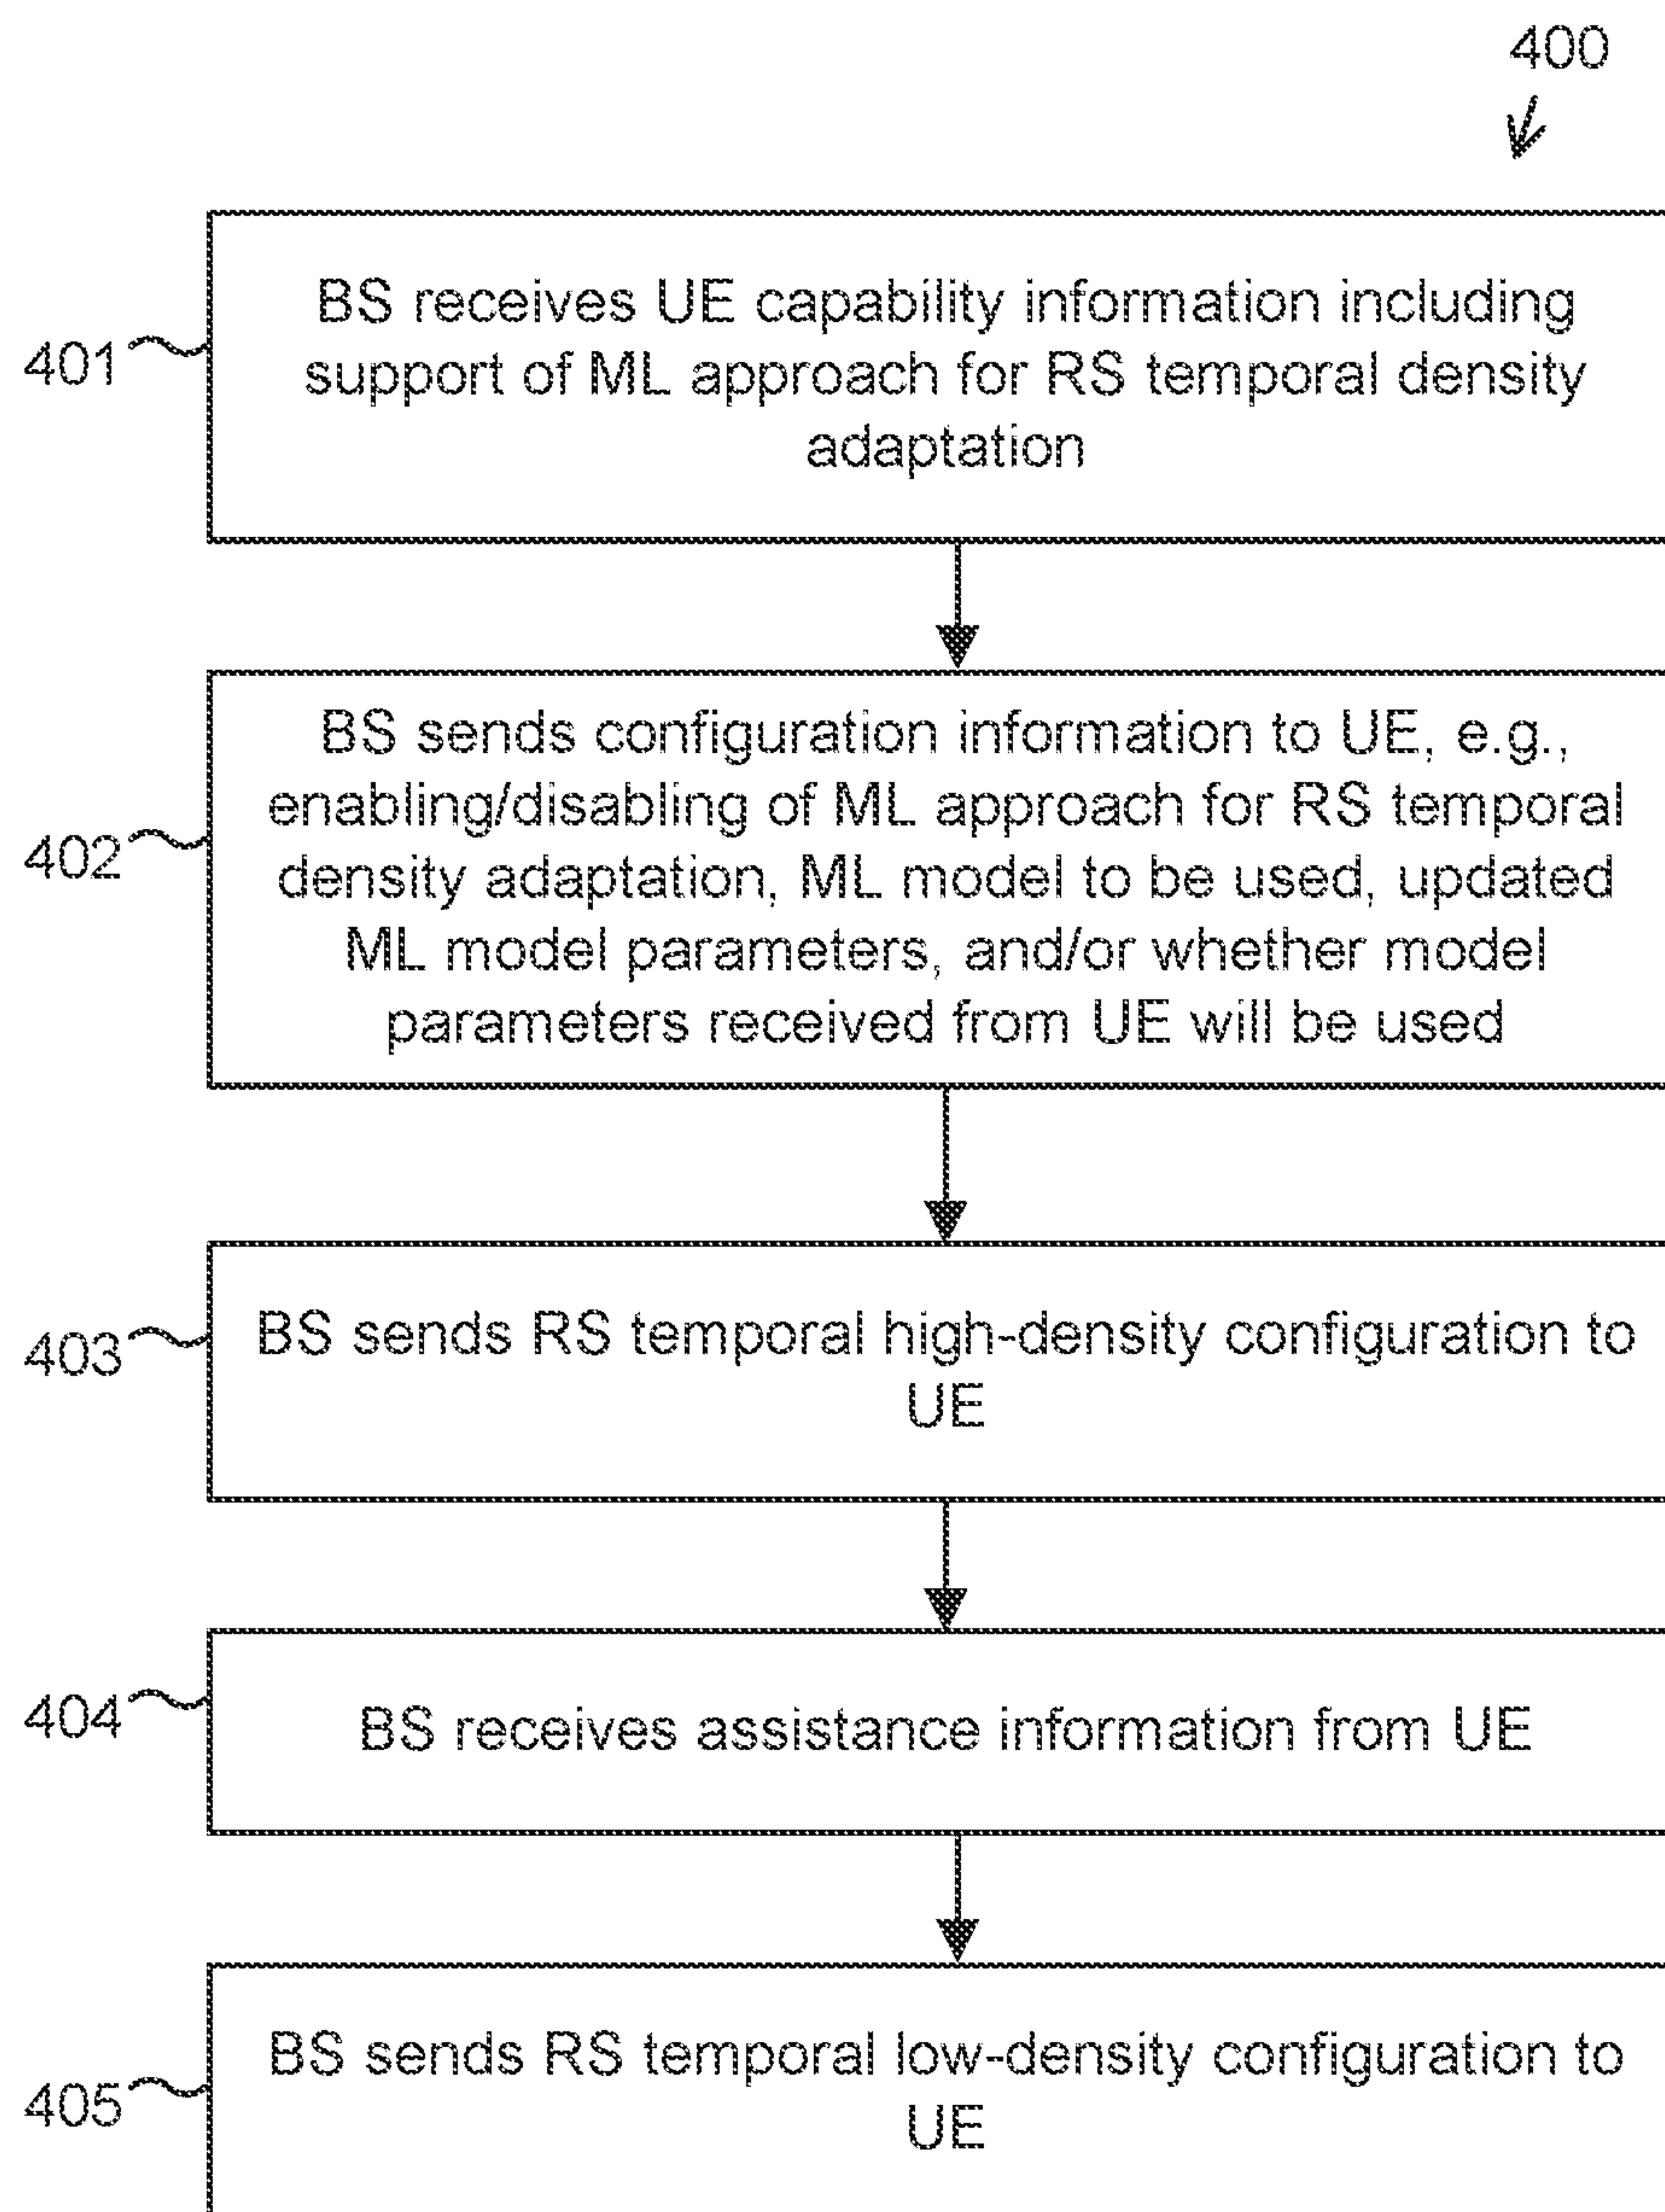 400
401
BS receives UE capability information including
support of ML approach for RS temporal density
adaptation
402
BS sends configuration information to UE, e.g.,
enabling/disabling of ML approach for RS temporal
density adaptation, ML model to be used, updated
ML model parameters, and/or whether model
parameters received from UE will be used
403
BS sends RS temporal high-density configuration to
UE
404
BS receives assistance information from UE
405
BS sends RS temporal low-density configuration to
UE